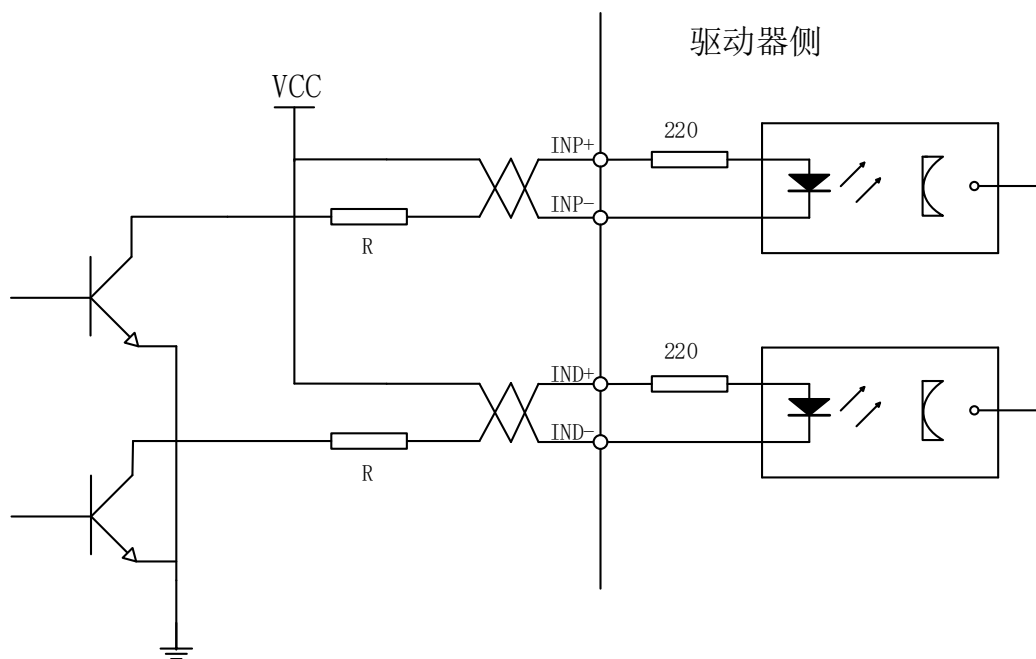 驱动器侧
VCC
INP+
220
INP-
R
IND+
220
IND-
R